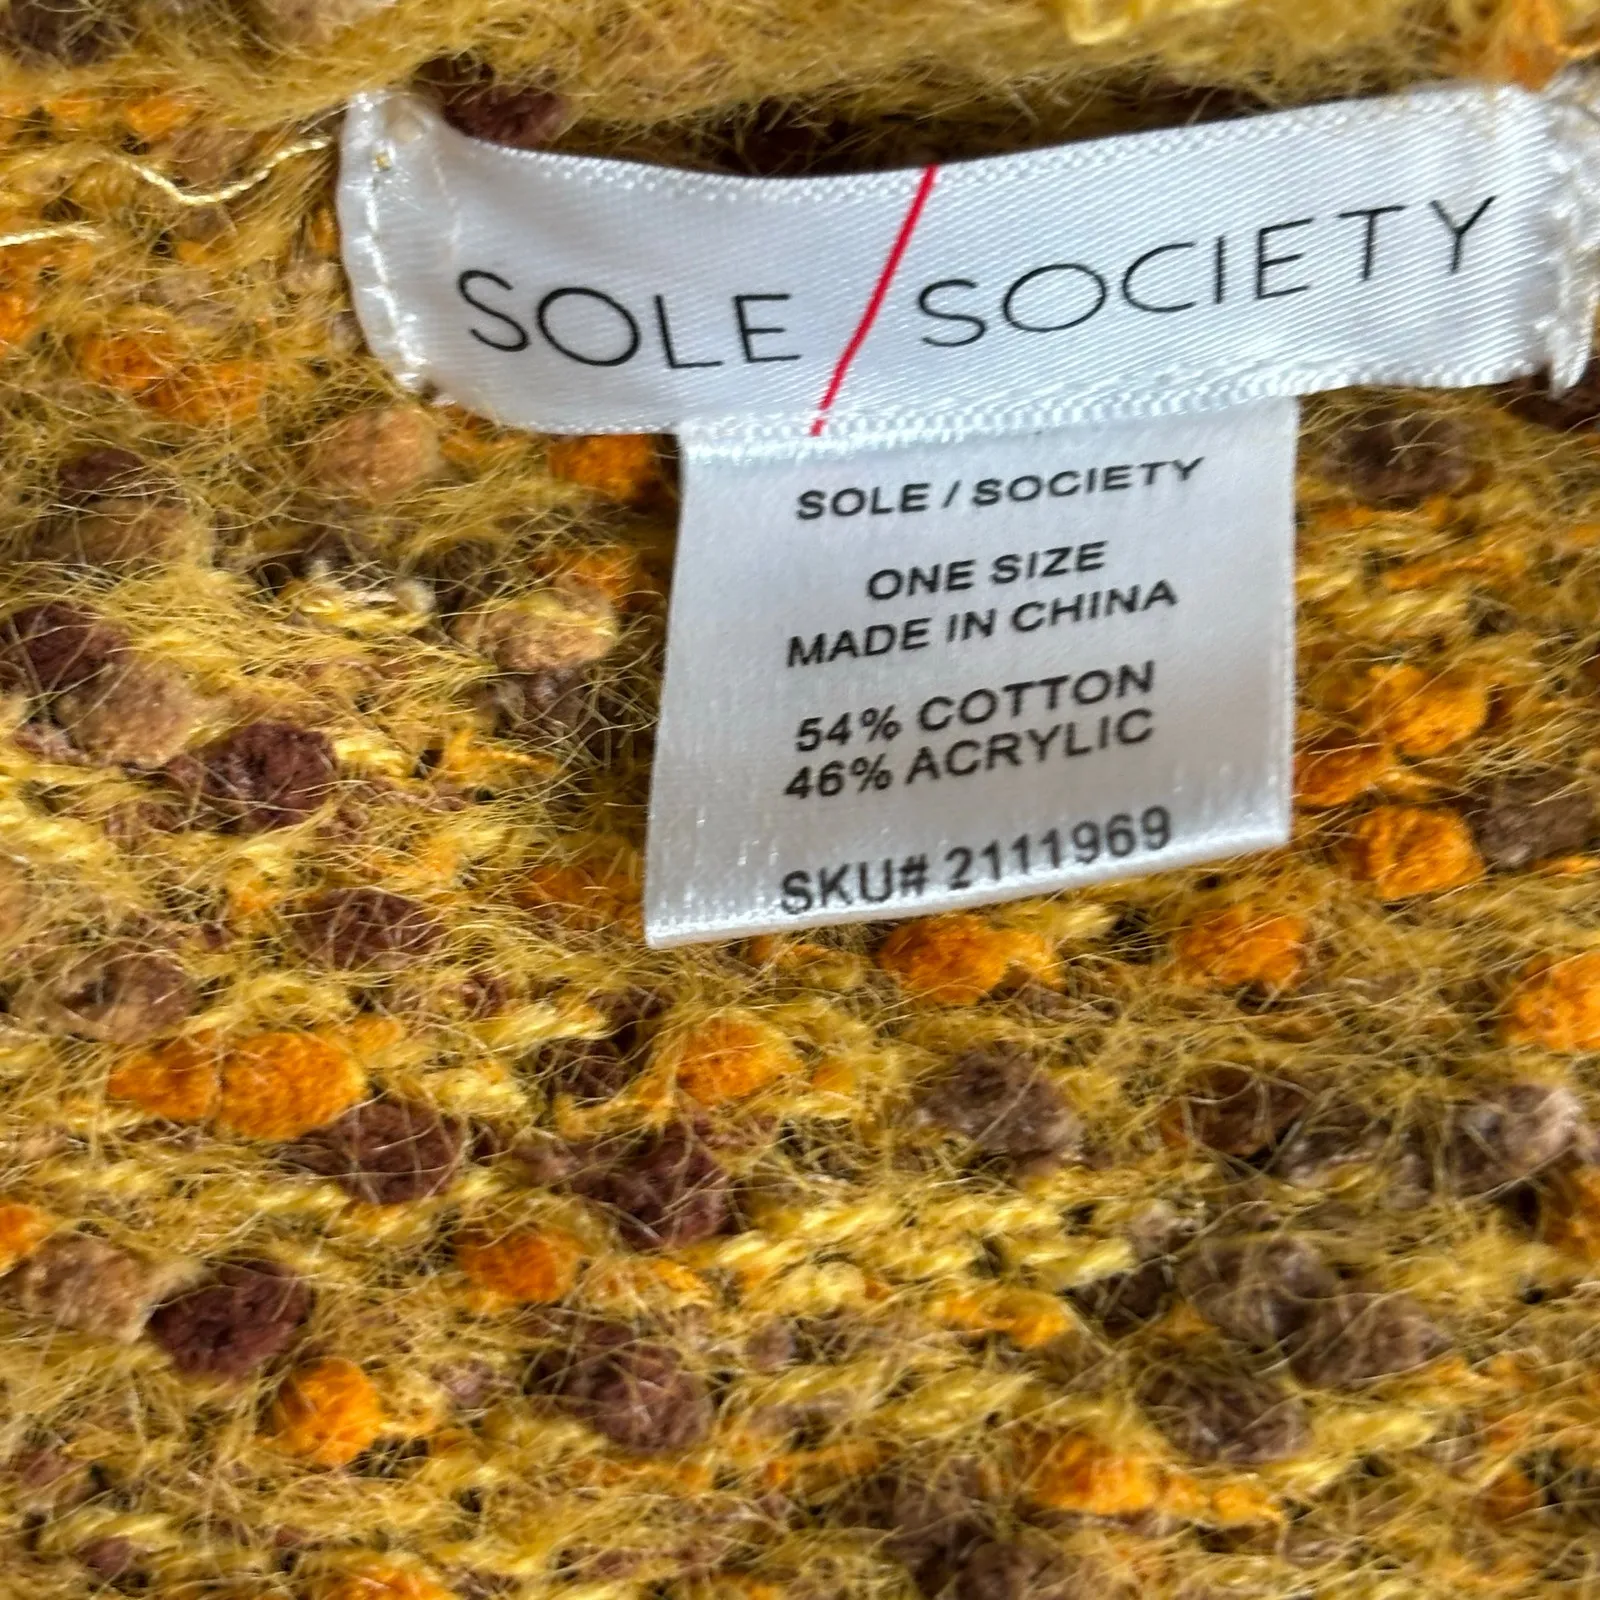 SOLE / SOCIETY
SOLE / SOCIETY
ONE SIZE
MADE IN CHINA
54% COTTON
46% ACRYLIC
SKU# 2111969